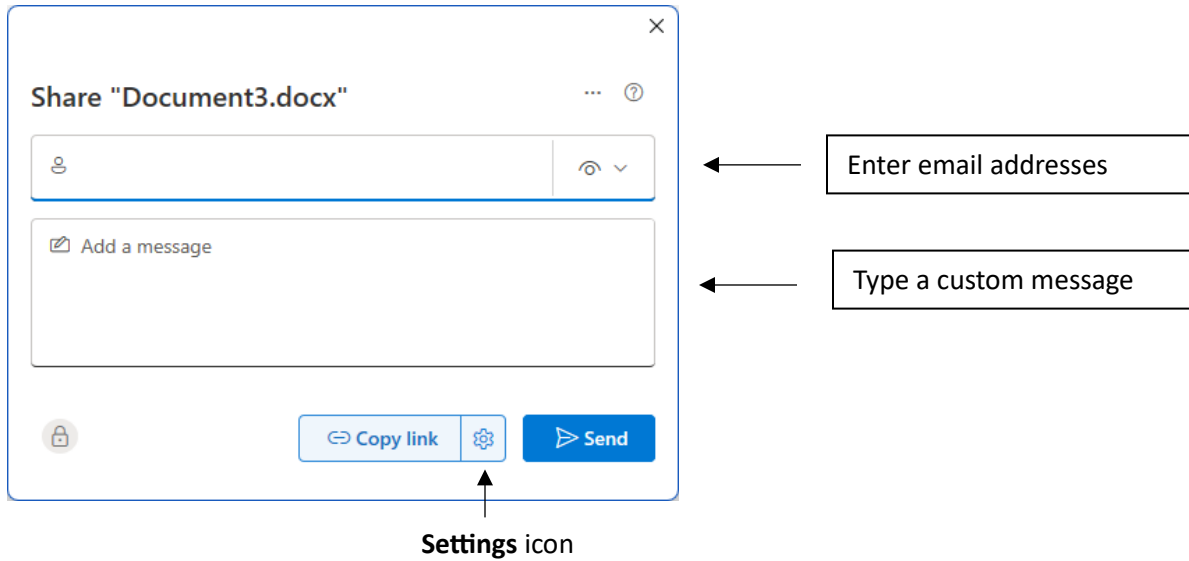 Share "Document3.docx"
Enter email addresses
Add a message
Type a custom message
Copy link
Send
Settings icon